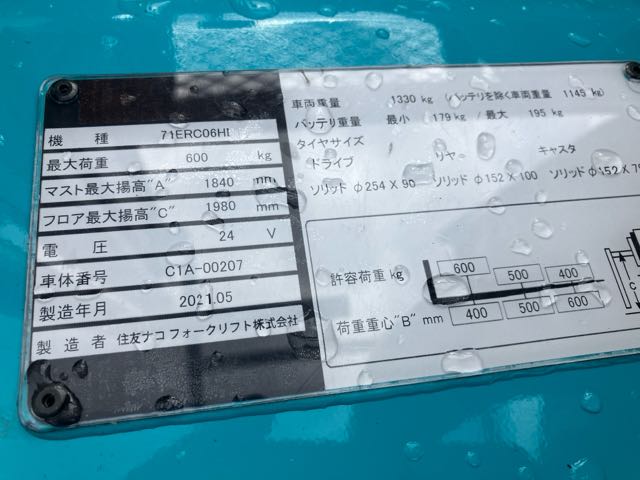 機 種 71ERC06HI
最大荷重 600 kg
マスト最大揚高"A" 1840 mm
フロア最大揚高"C" 1980 mm
電 圧 24 V
車体番号 C1A-00207
製造年月 2021.05
製造者 住友ナコ フォークリフト株式会社
車両重量 1330 kg (バッテリを除く車両重量 1145 kg)
バッテリ重量 最小 179 kg / 最大 195 kg
タイヤサイズ
ドライブ リヤ キャスタ
ソリッド φ254 X 90 ソリッド φ152 X 100 ソリッド φ152 X
許容荷重 kg 600 500 400
荷重重心"B" mm 400 500 600
C